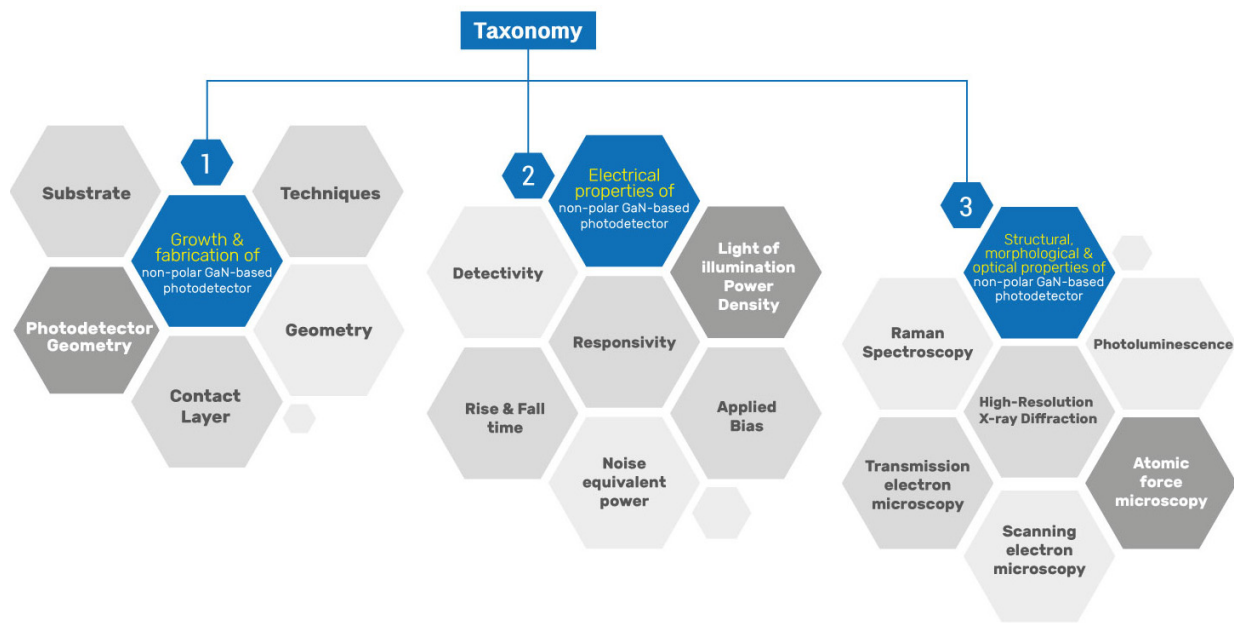 Taxonomy
1
Substrate
Techniques
Growth &
fabrication of
non-polar GaN-based
photodetector
Photodetector
Geometry
Geometry
Contact
Layer
2
Electrical
properties of
non-polar GaN-based
photodetector
Detectivity
Light of
illumination
Power
Density
Responsivity
Rise & Fall
time
Applied
Bias
Noise
equivalent
power
3
Structural,
morphological &
optical properties of
non-polar GaN-based
photodetector
Raman
Spectroscopy
Photoluminescence
High-Resolution
X-ray Diffraction
Transmission
electron
microscopy
Atomic
force
microscopy
Scanning
electron
microscopy